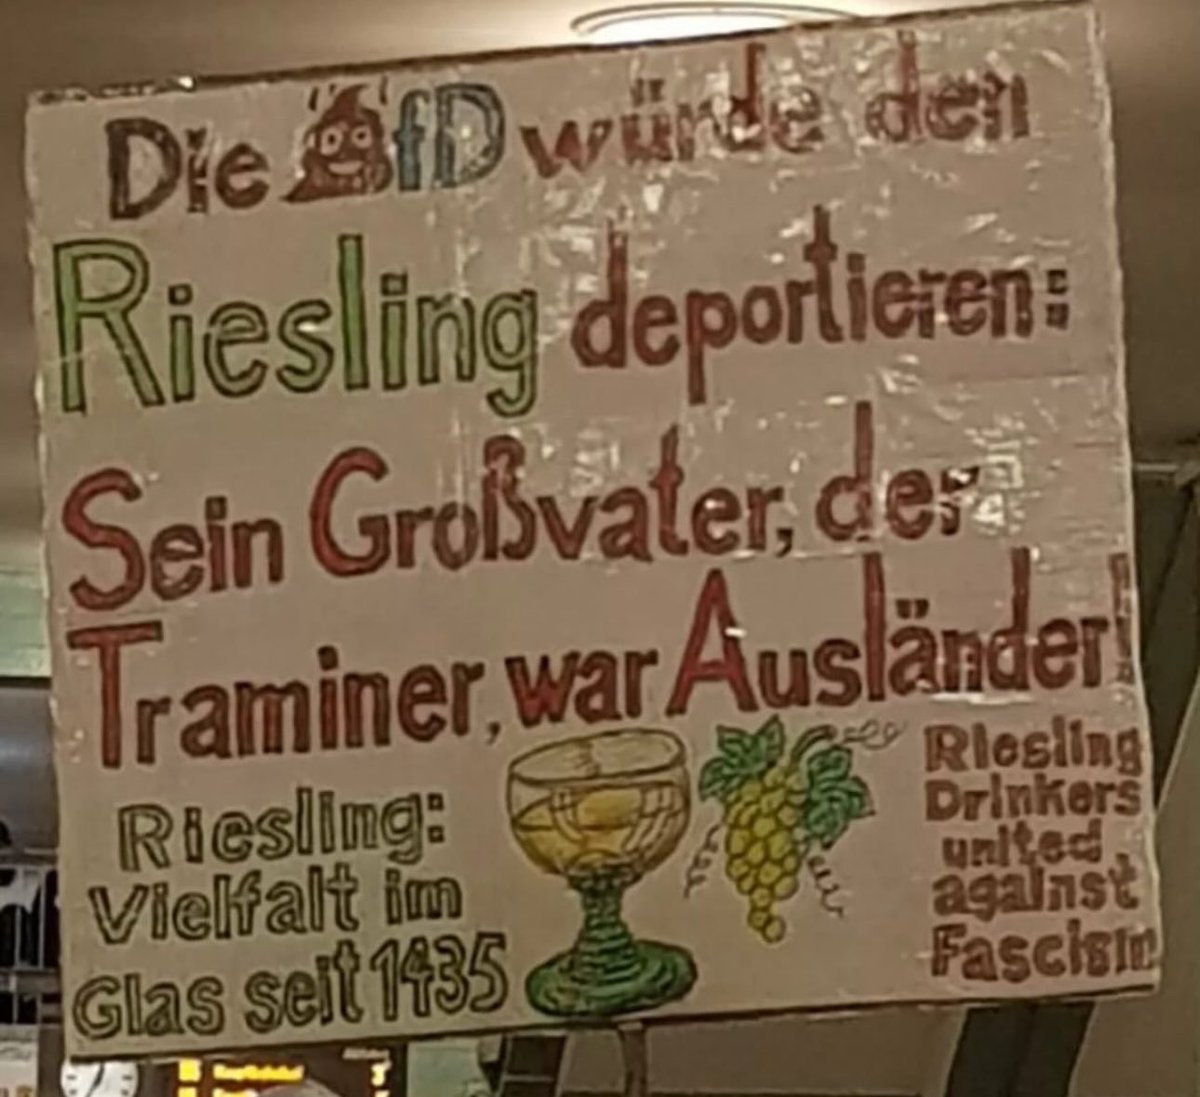 Die 💩fD würde den
Riesling deportieren:
Sein Großvater, der
Traminer, war Ausländer!
Riesling:
Vielfalt im
Glas seit 1435
Riesling
Drinkers
united
against
Fascism